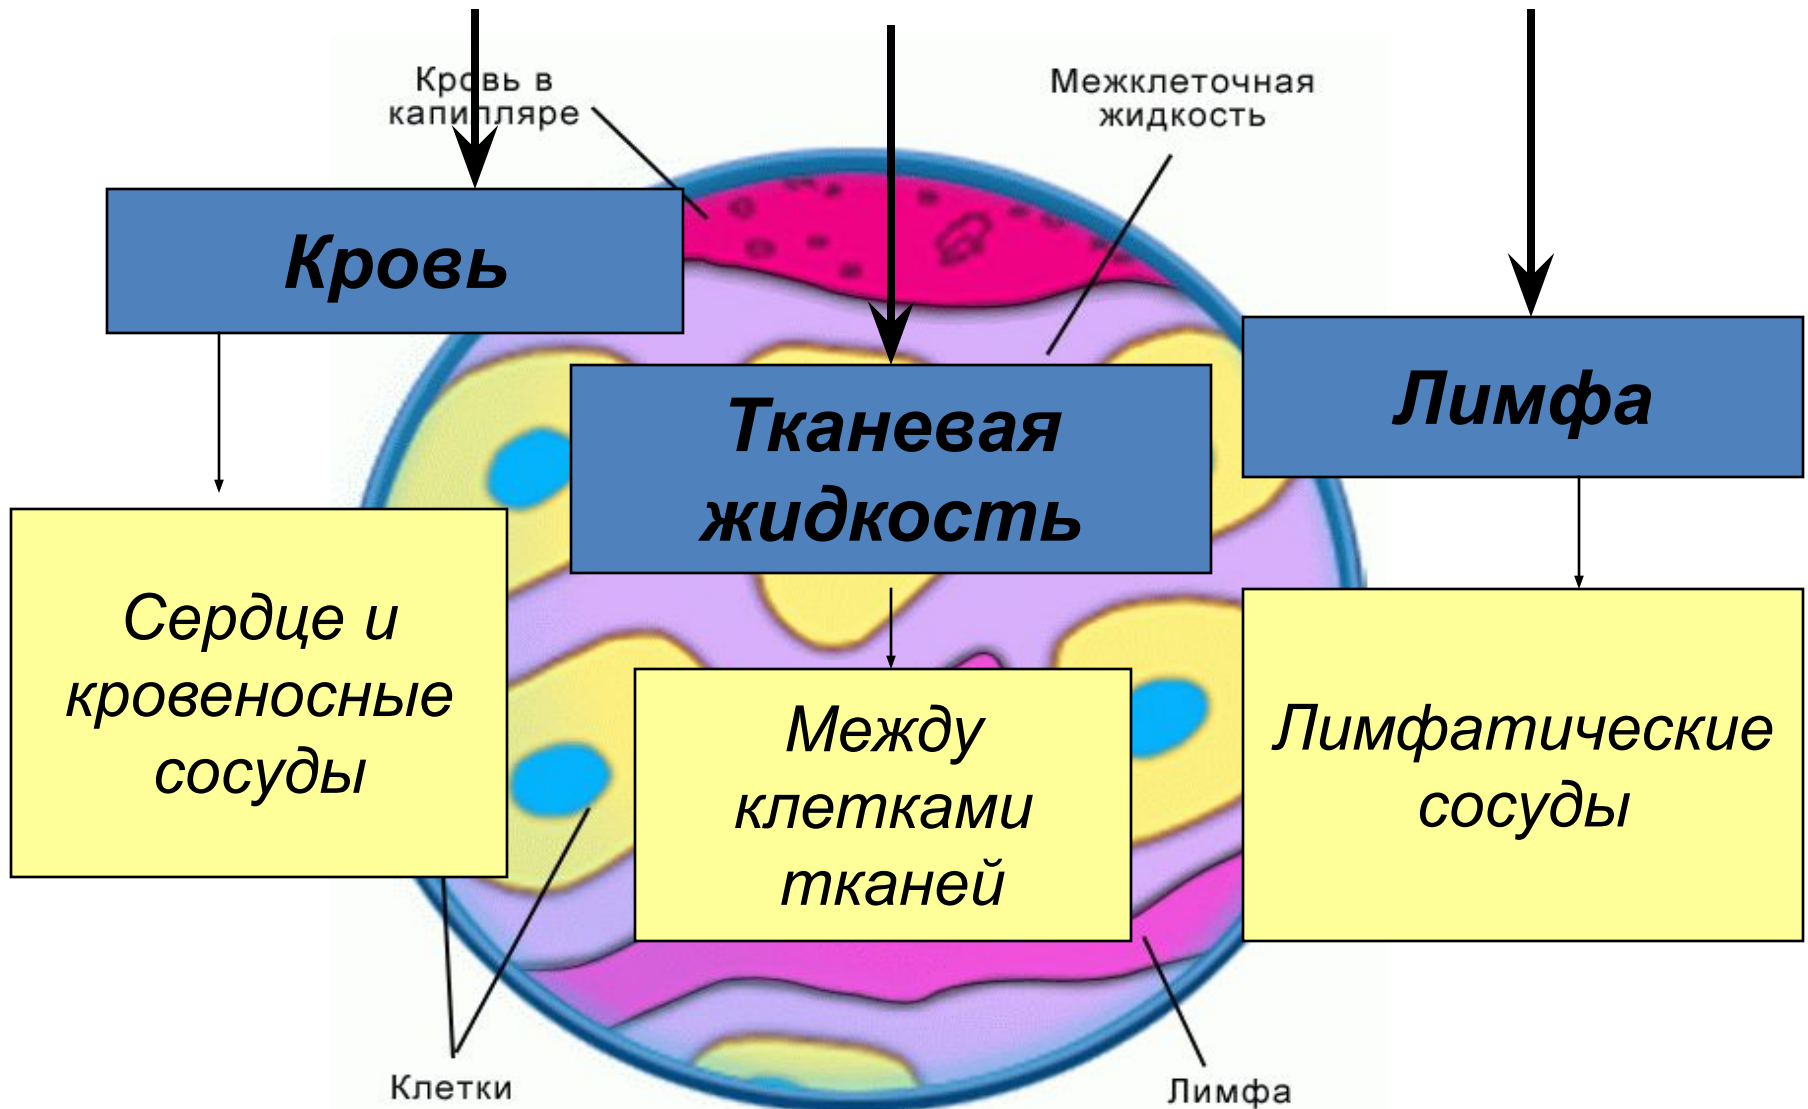 Кровь в
капилляре
Межклеточная
жидкость
Кровь
Тканевая
жидкость
Лимфа
Сердце и
кровеносные
сосуды
Между
клетками
тканей
Лимфатические
сосуды
Клетки
Лимфа